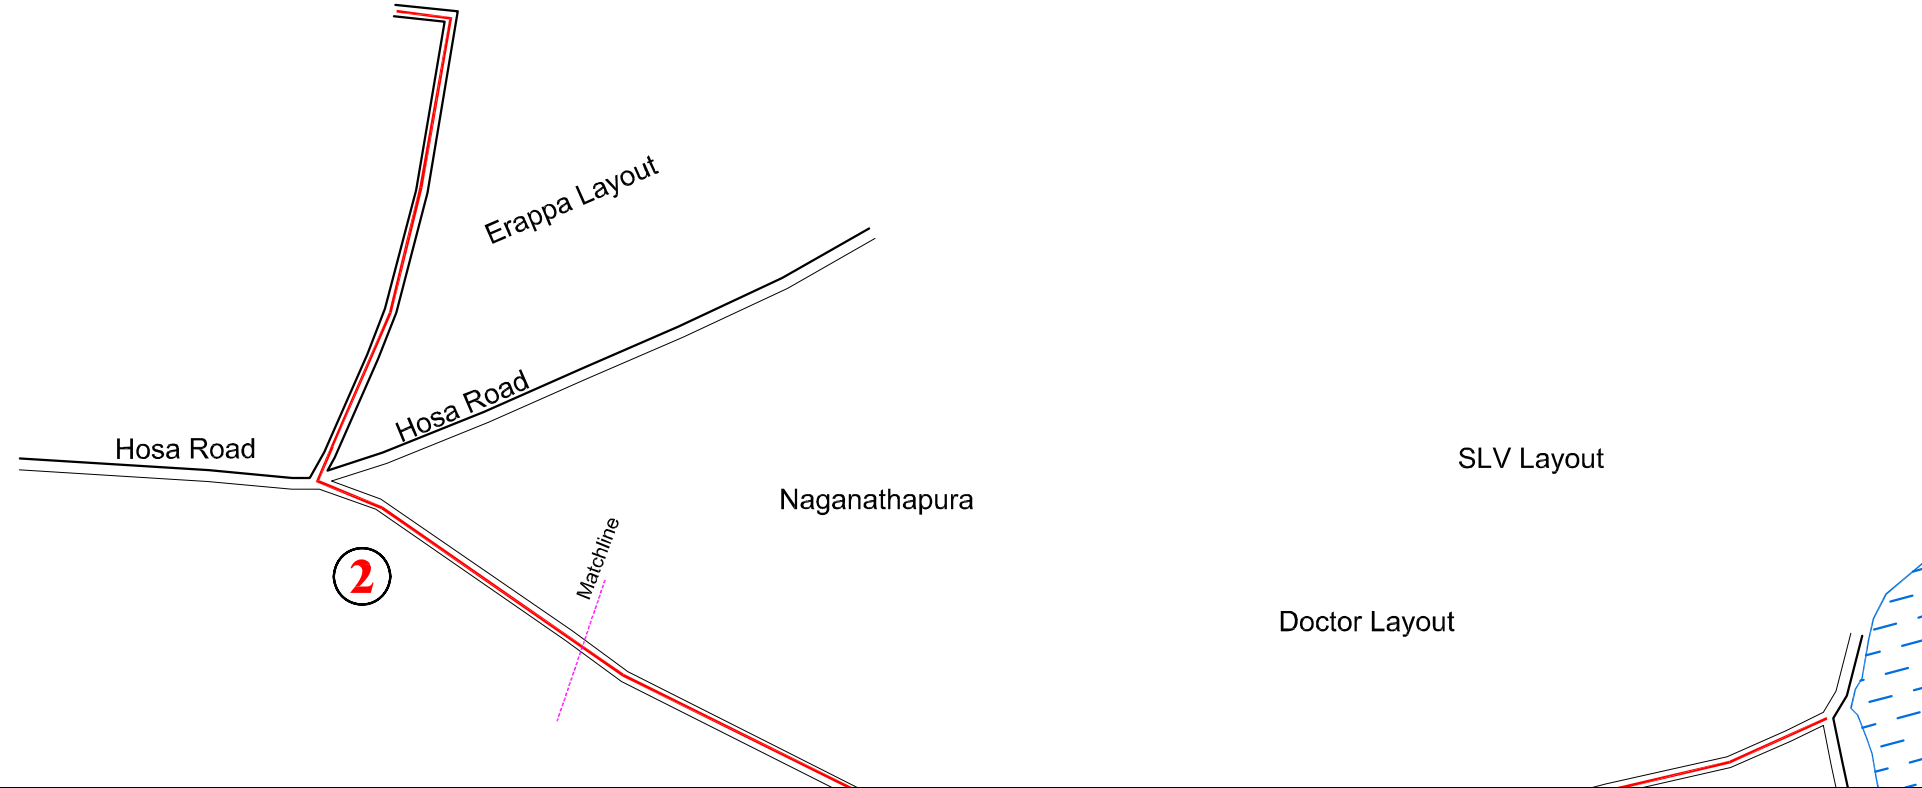 Erappa Layout
Hosa Road
Hosa Road
SLV Layout
Naganathapura
Matchline
2
Doctor Layout